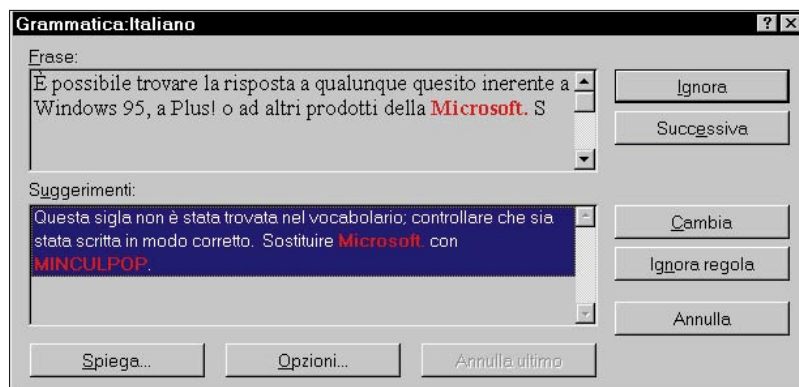 Grammatica:Italiano
Frase:
È possibile trovare la risposta a qualunque quesito inerente a
Windows 95, a Plus! o ad altri prodotti della Microsoft. S
Ignora
Successiva
Suggerimenti:
Questa sigla non è stata trovata nel vocabolario; controllare che sia
stata scritta in modo corretto. Sostituire Microsoft. con
MINCULPOP.
Cambia
Ignora regola
Annulla
Spiega...
Opzioni...
Annulla ultimo